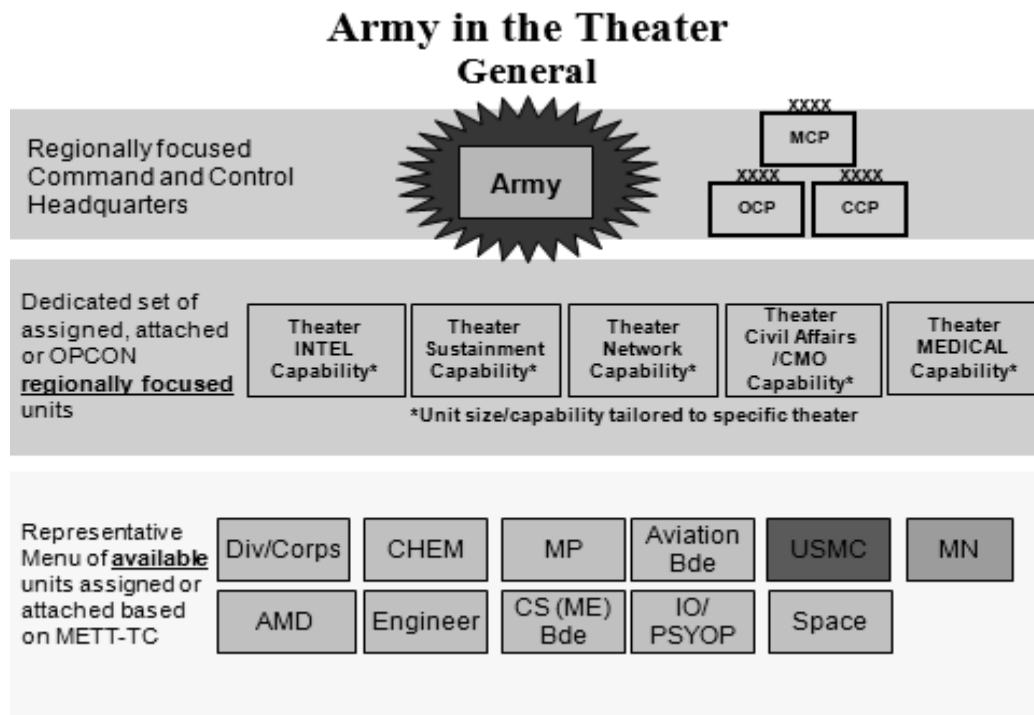 Army in the Theater
General
Regionally focused
Command and Control
Headquarters
Army
XXXX
MCP
XXXX
OCP
XXXX
CCP
Dedicated set of
assigned, attached
or OPCON
regionally focused
units
Theater
INTEL
Capability*
Theater
Sustainment
Capability*
Theater
Network
Capability*
Theater
Civil Affairs
/CMO
Capability*
Theater
MEDICAL
Capability*
*Unit size/capability tailored to specific theater
Representative
Menu of available
units assigned or
attached based
on METT-TC
Div/Corps
CHEM
MP
Aviation
Bde
USMC
MN
AMD
Engineer
CS (ME)
Bde
IO/
PSYOP
Space